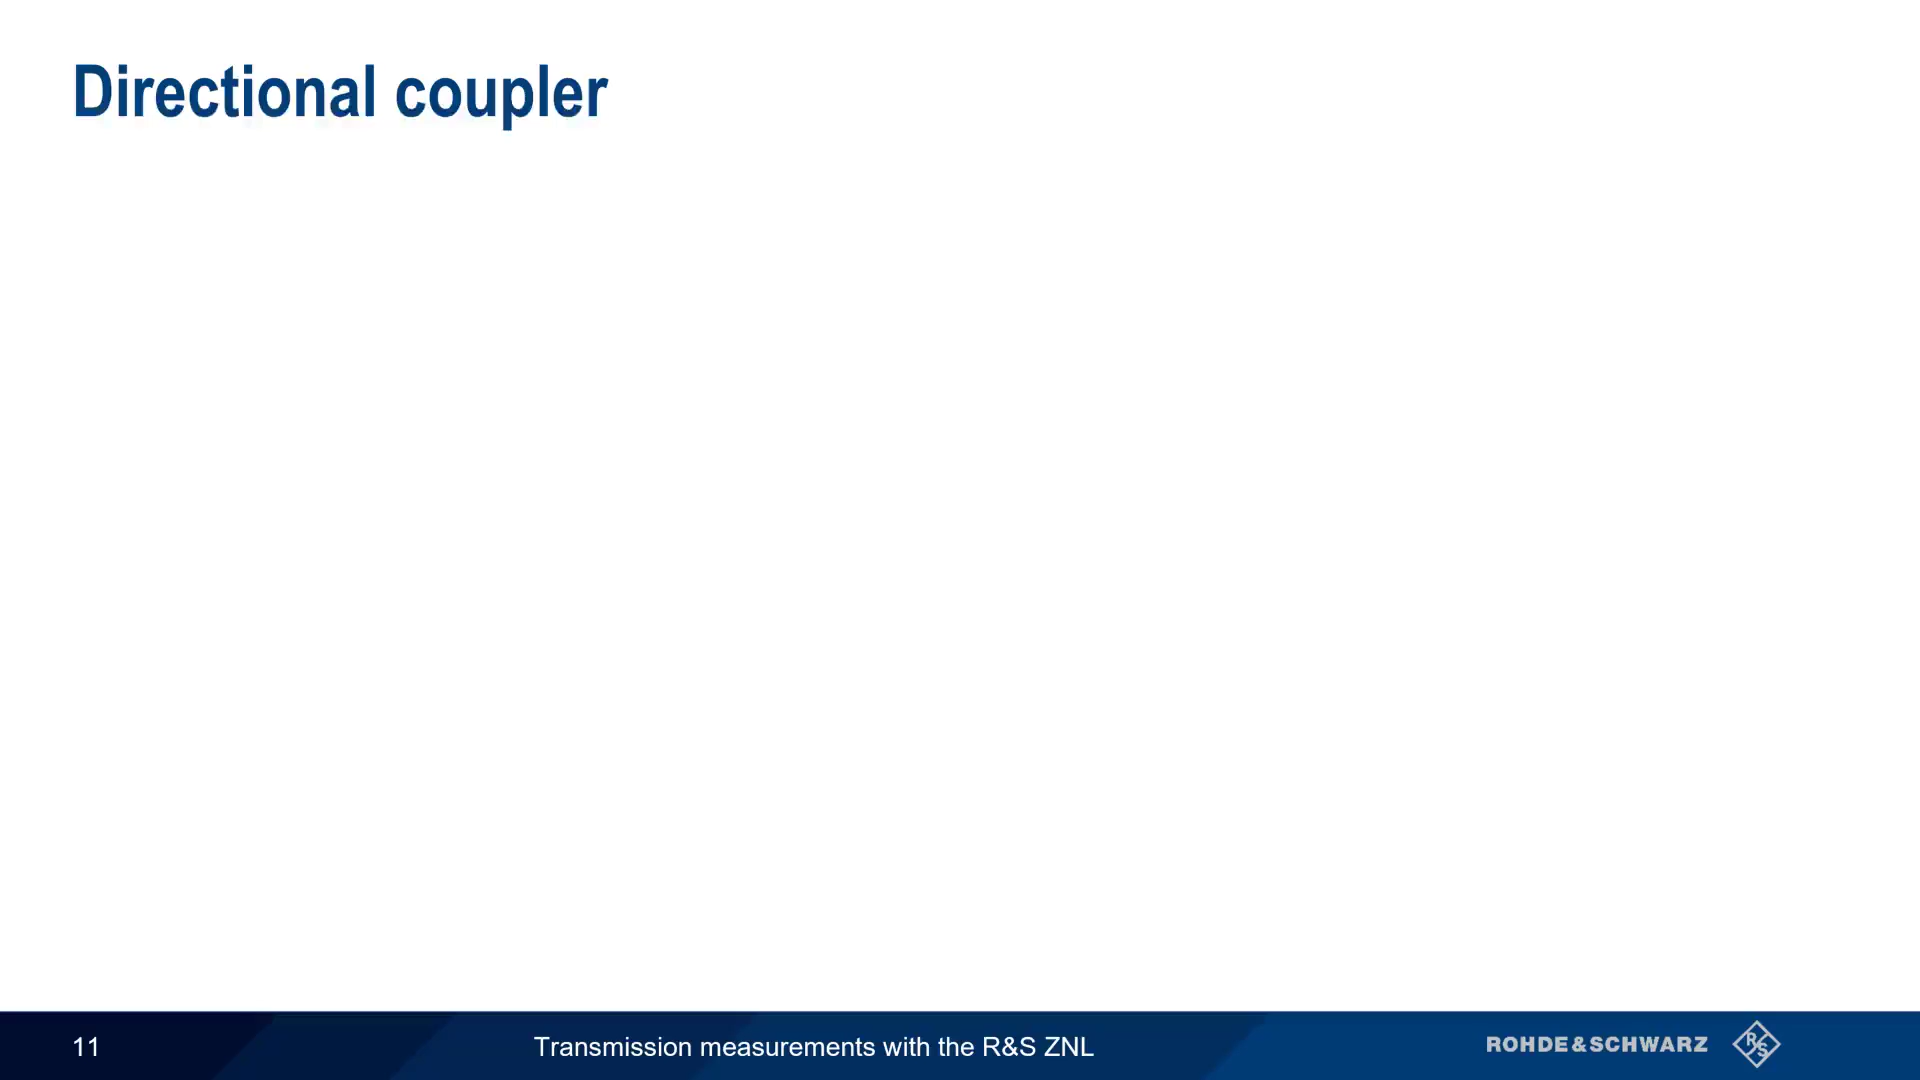 Directional coupler
11
Transmission measurements with the R&S ZNL
ROHDE&SCHWARZ
R
S